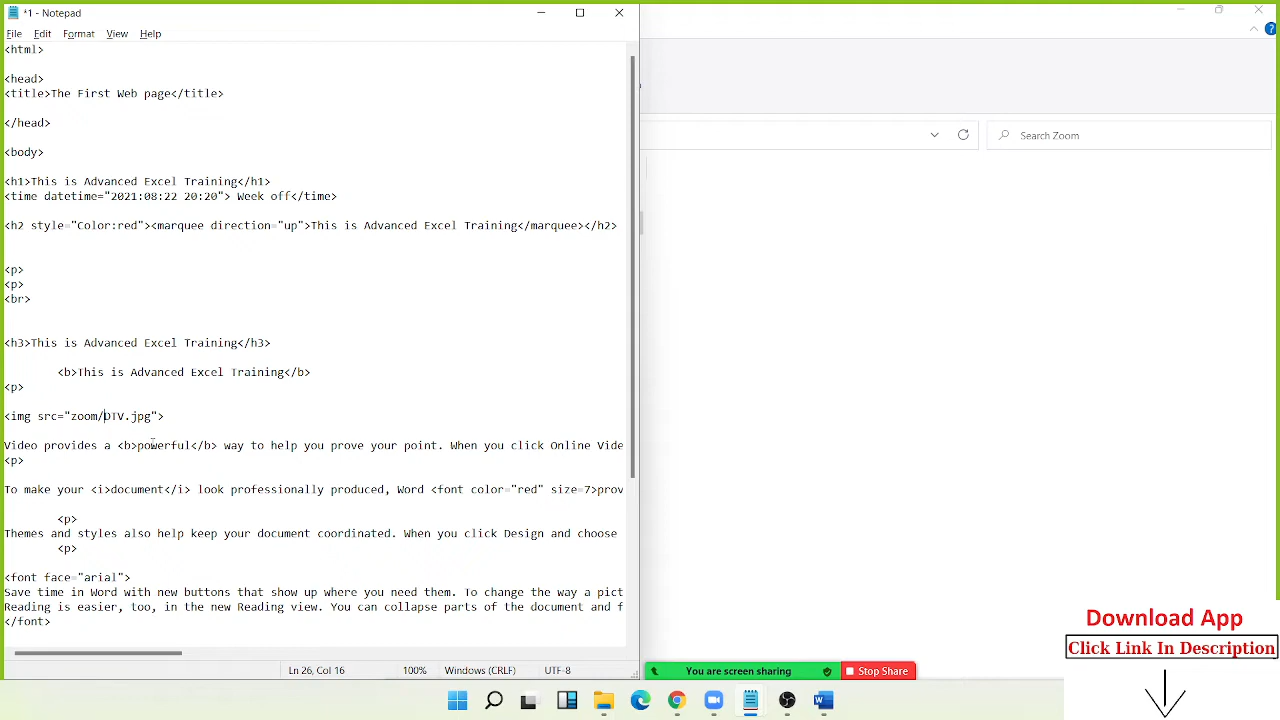 *1 - Notepad
File Edit Format View Help
<html>
<head>
<title>The First Web page</title>
</head>
<body>
<h1>This is Advanced Excel Training</h1>
<time datetime="2021:08:22 20:20"> Week off</time>
<h2 style="Color:red"><marquee direction="up">This is Advanced Excel Training</marquee></h2>
<p>
<p>
<br>
<h3>This is Advanced Excel Training</h3>
<b>This is Advanced Excel Training</b>
<p>
<img src="zoom/DTV.jpg">
Video provides a <b>powerful</b> way to help you prove your point. When you click Online Vide
<p>
To make your <i>document</i> look professionally produced, Word <font color="red" size=7>prov
<p>
Themes and styles also help keep your document coordinated. When you click Design and choose
<p>
<font face="arial">
Save time in Word with new buttons that show up where you need them. To change the way a pict
Reading is easier, too, in the new Reading view. You can collapse parts of the document and f
</font>
Ln 26, Col 16 100% Windows (CRLF) UTF-8
Search Zoom
You are screen sharing Stop Share
Download App
Click Link In Description